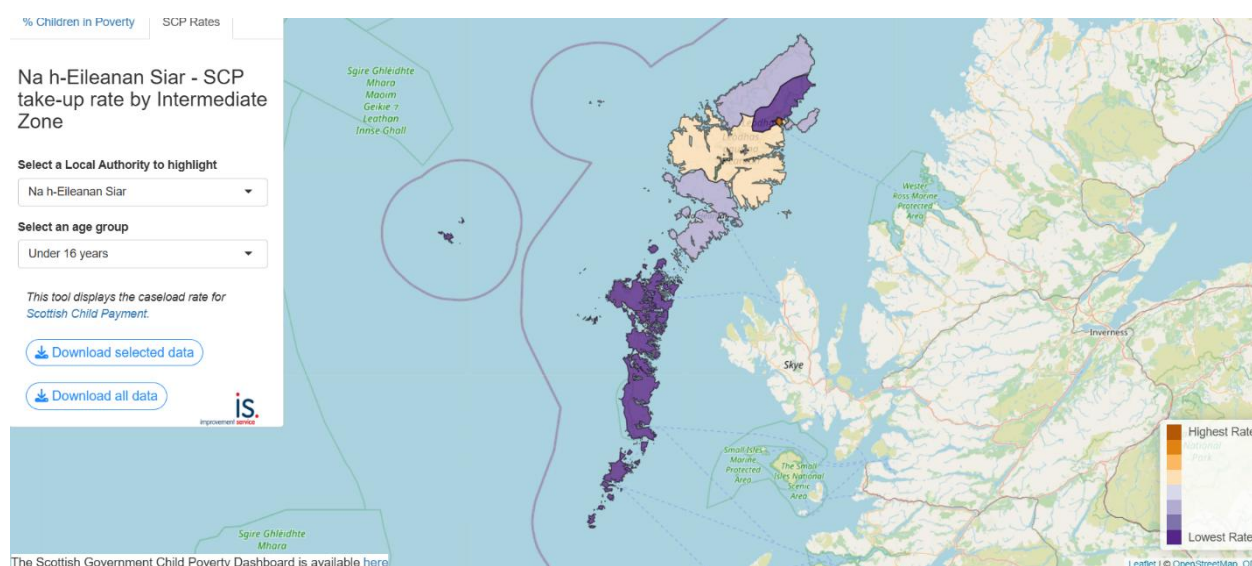 % Children in Poverty
SCP Rates
Na h-Eileanan Siar - SCP
take-up rate by Intermediate
Zone
Select a Local Authority to highlight
Na h-Eileanan Siar
Select an age group
Under 16 years
This tool displays the caseload rate for
Scottish Child Payment.
Download selected data
Download all data
is.
improvement service
Sgìre Ghlèidhte
Mhara
Maoim
Geikie 7
Leathan
Innse Ghall
Wester
Ross Marine
Protected
Area
Inverness
Skye
Small Isles
Marine
Protected
Area
The Small
Isles National
Scenic
Area
Sgìre Ghlèidhte
Mhara
Highest Rate
National
Park
Lowest Rate
The Scottish Government Child Poverty Dashboard is available here
Leaflet | © OpenStreetMap,